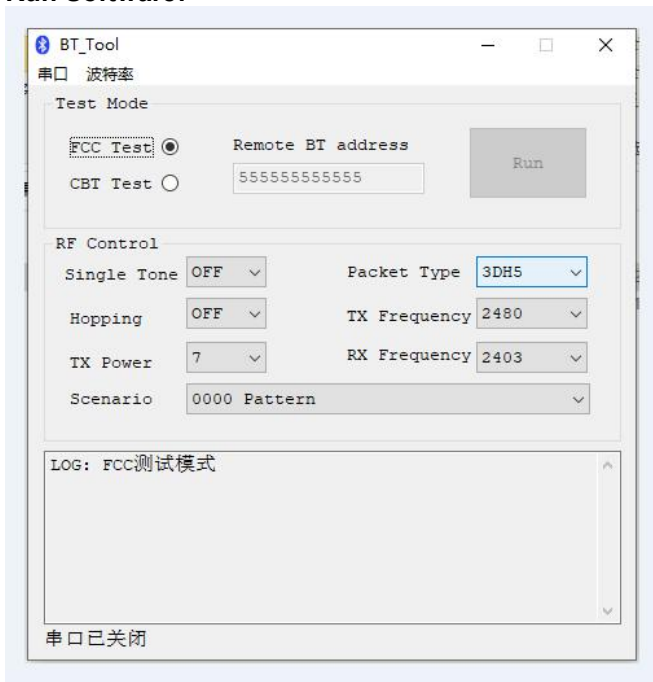 BT_Tool
串口 波特率
Test Mode
FCC Test Remote BT address Run
CBT Test 555555555555
RF Control
Single Tone OFF Packet Type 3DH5
Hopping OFF TX Frequency 2480
TX Power 7 RX Frequency 2403
Scenario 0000 Pattern
LOG: FCC测试模式
串口已关闭